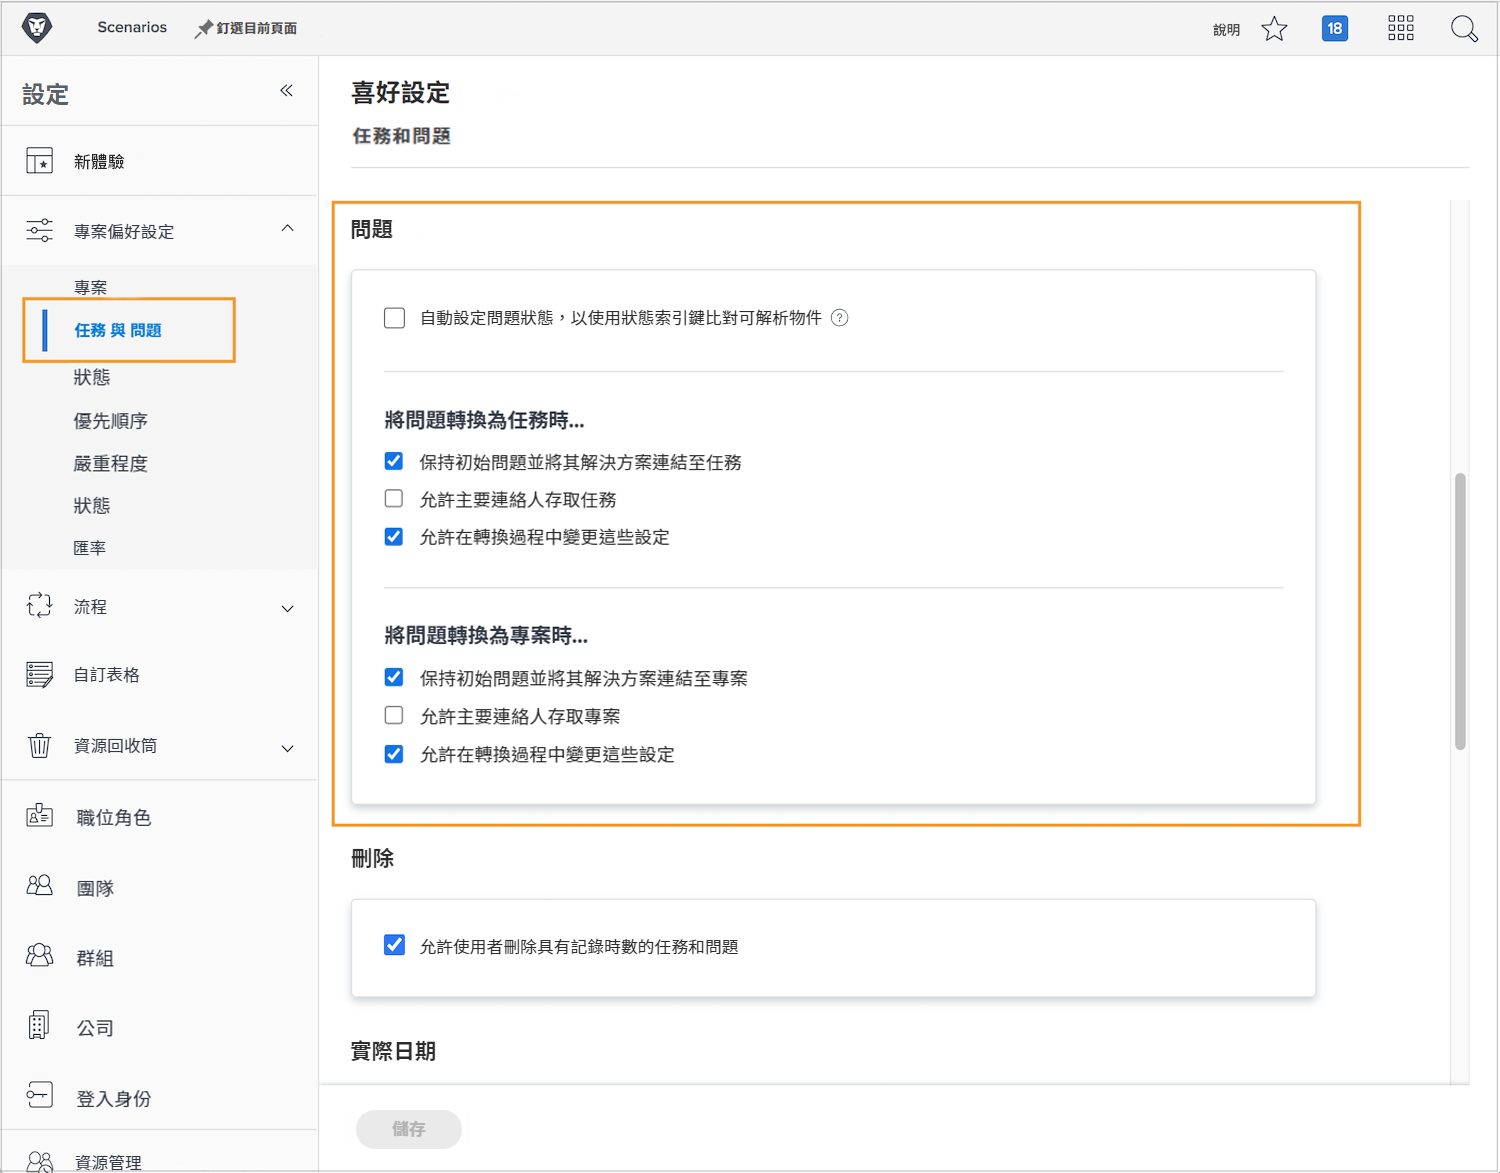 Scenarios
釘選目前頁面
說明
18
設定
新體驗
專案偏好設定
專案
任務 與 問題
狀態
優先順序
嚴重程度
狀態
匯率
流程
自訂表格
資源回收筒
職位角色
團隊
群組
公司
登入身份
資源管理
喜好設定
任務和問題
問題
自動設定問題狀態，以使用狀態索引鍵比對可解析物件 ?
將問題轉換為任務時...
保持初始問題並將其解決方案連結至任務
允許主要連絡人存取任務
允許在轉換過程中變更這些設定
將問題轉換為專案時...
保持初始問題並將其解決方案連結至專案
允許主要連絡人存取專案
允許在轉換過程中變更這些設定
刪除
允許使用者刪除具有記錄時數的任務和問題
實際日期
儲存